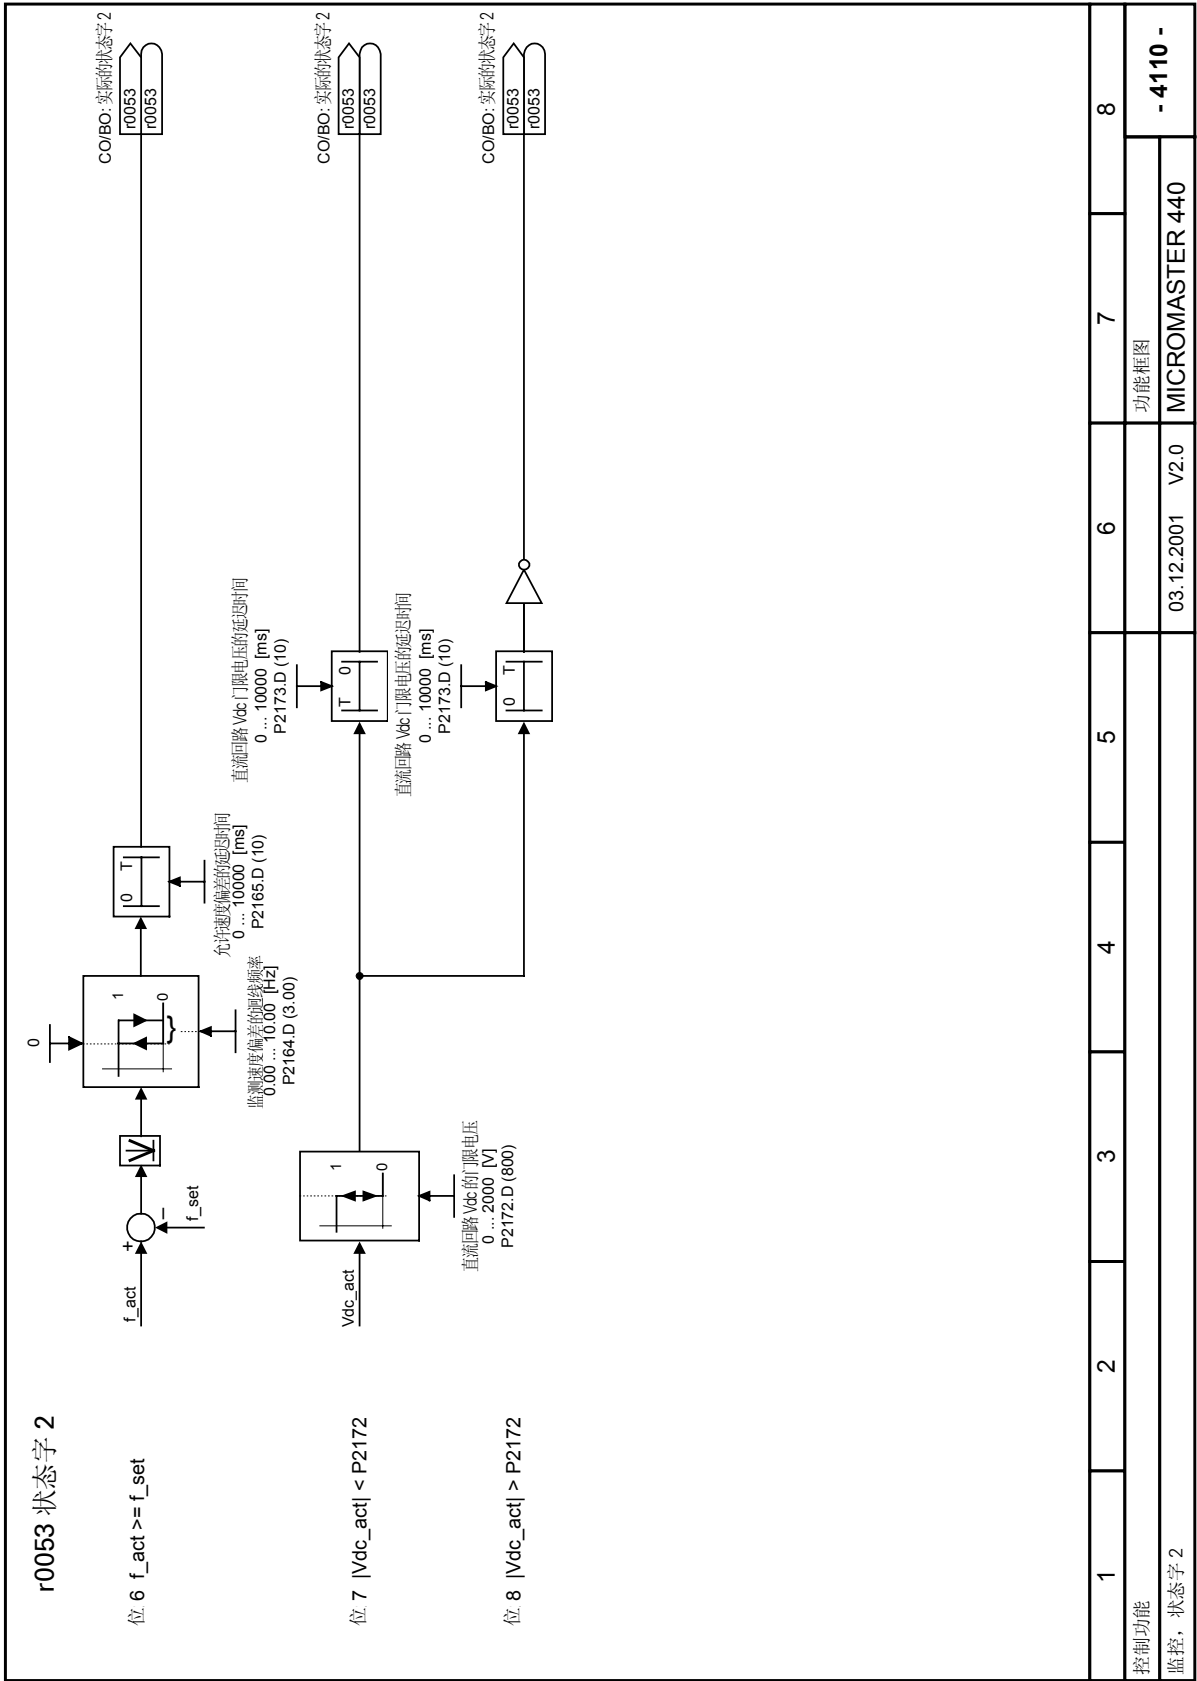 r0053 状态字 2
位 6 f_act >= f_set
f_act
+
–
f_set
0
1
0
}
监测速度偏差的迴线频率
0.00 ... 10.00 [Hz]
P2164.D (3.00)
0 T
允许速度偏差的延迟时间
0 ... 10000 [ms]
P2165.D (10)
CO/BO: 实际的状态字 2
r0053
r0053
位 7 |Vdc_act| < P2172
Vdc_act
1
0
直流回路 Vdc 的门限电压
0 ... 2000 [V]
P2172.D (800)
直流回路 Vdc 门限电压的延迟时间
0 ... 10000 [ms]
P2173.D (10)
T 0
CO/BO: 实际的状态字 2
r0053
r0053
位 8 |Vdc_act| > P2172
直流回路 Vdc 门限电压的延迟时间
0 ... 10000 [ms]
P2173.D (10)
0 T
CO/BO: 实际的状态字 2
r0053
r0053
1 2 3 4 5 6 7 8
控制功能
监控，状态字 2
03.12.2001 V2.0
功能框图
MICROMASTER 440
- 4110 -